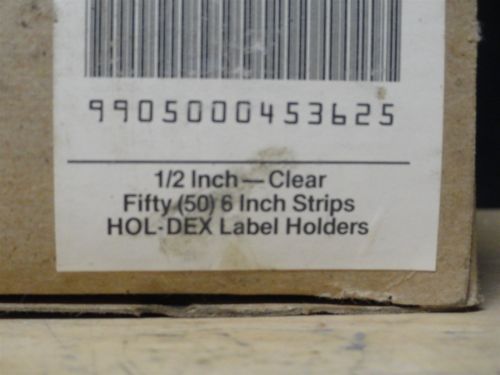 9905000453625
1/2 Inch — Clear
Fifty (50) 6 Inch Strips
HOL-DEX Label Holders